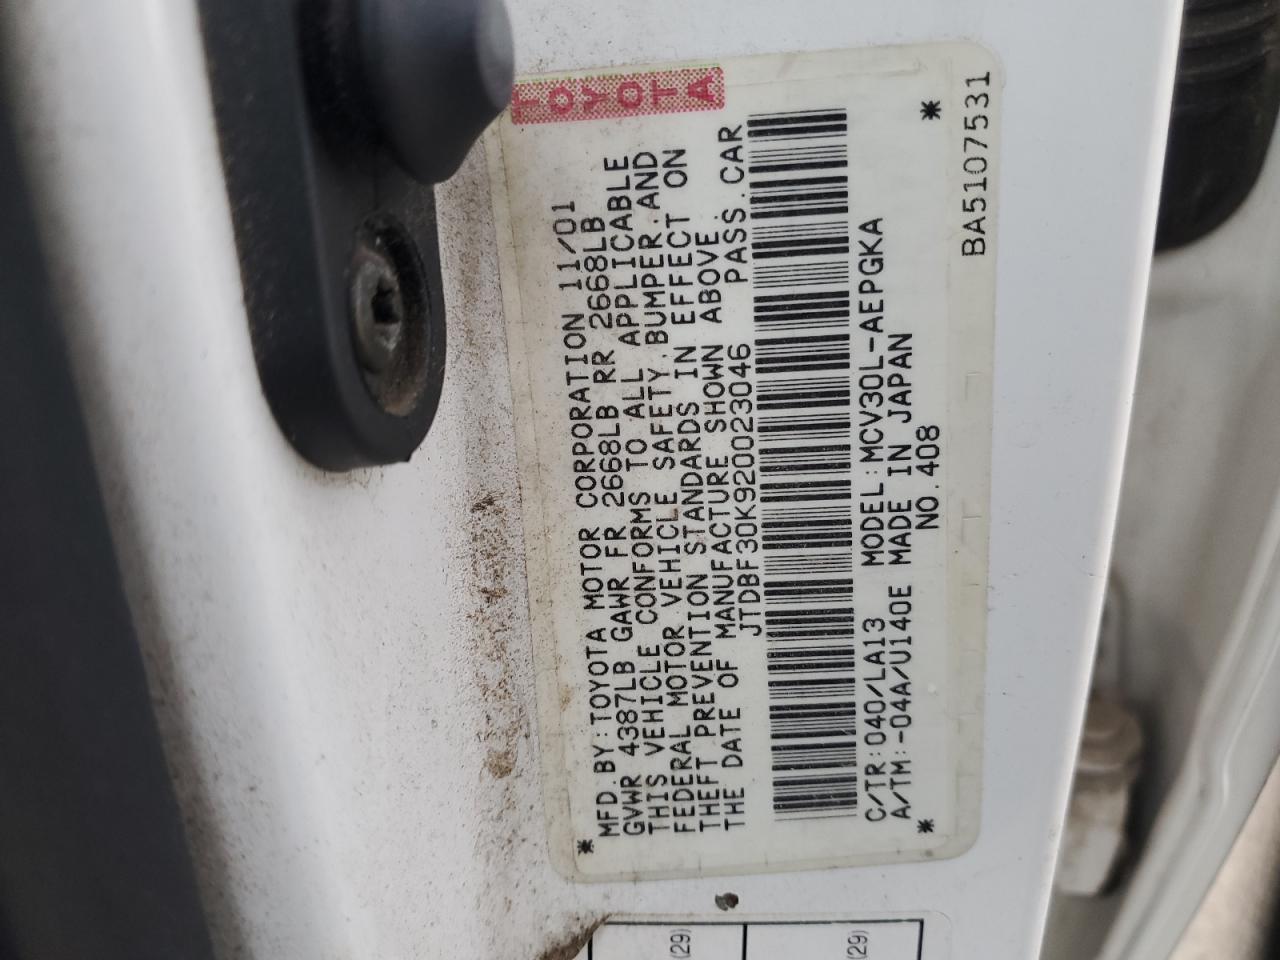 TOYOTA
MFD. BY: TOYOTA MOTOR CORPORATION 11/01
GVWR 4387LB GAWR FR 2668LB RR 2668LB
THIS VEHICLE CONFORMS TO ALL APPLICABLE
FEDERAL MOTOR VEHICLE SAFETY, BUMPER, AND
THEFT PREVENTION STANDARDS IN EFFECT ON
THE DATE OF MANUFACTURE SHOWN ABOVE.
JTDBF30K920023046 PASS. CAR
C/TR: 040/LA13 MODEL: MCV30L-AEPGKA
A/TM: -04A/U140E MADE IN JAPAN
* NO. 408 *
BA5107531
(29)
(29)